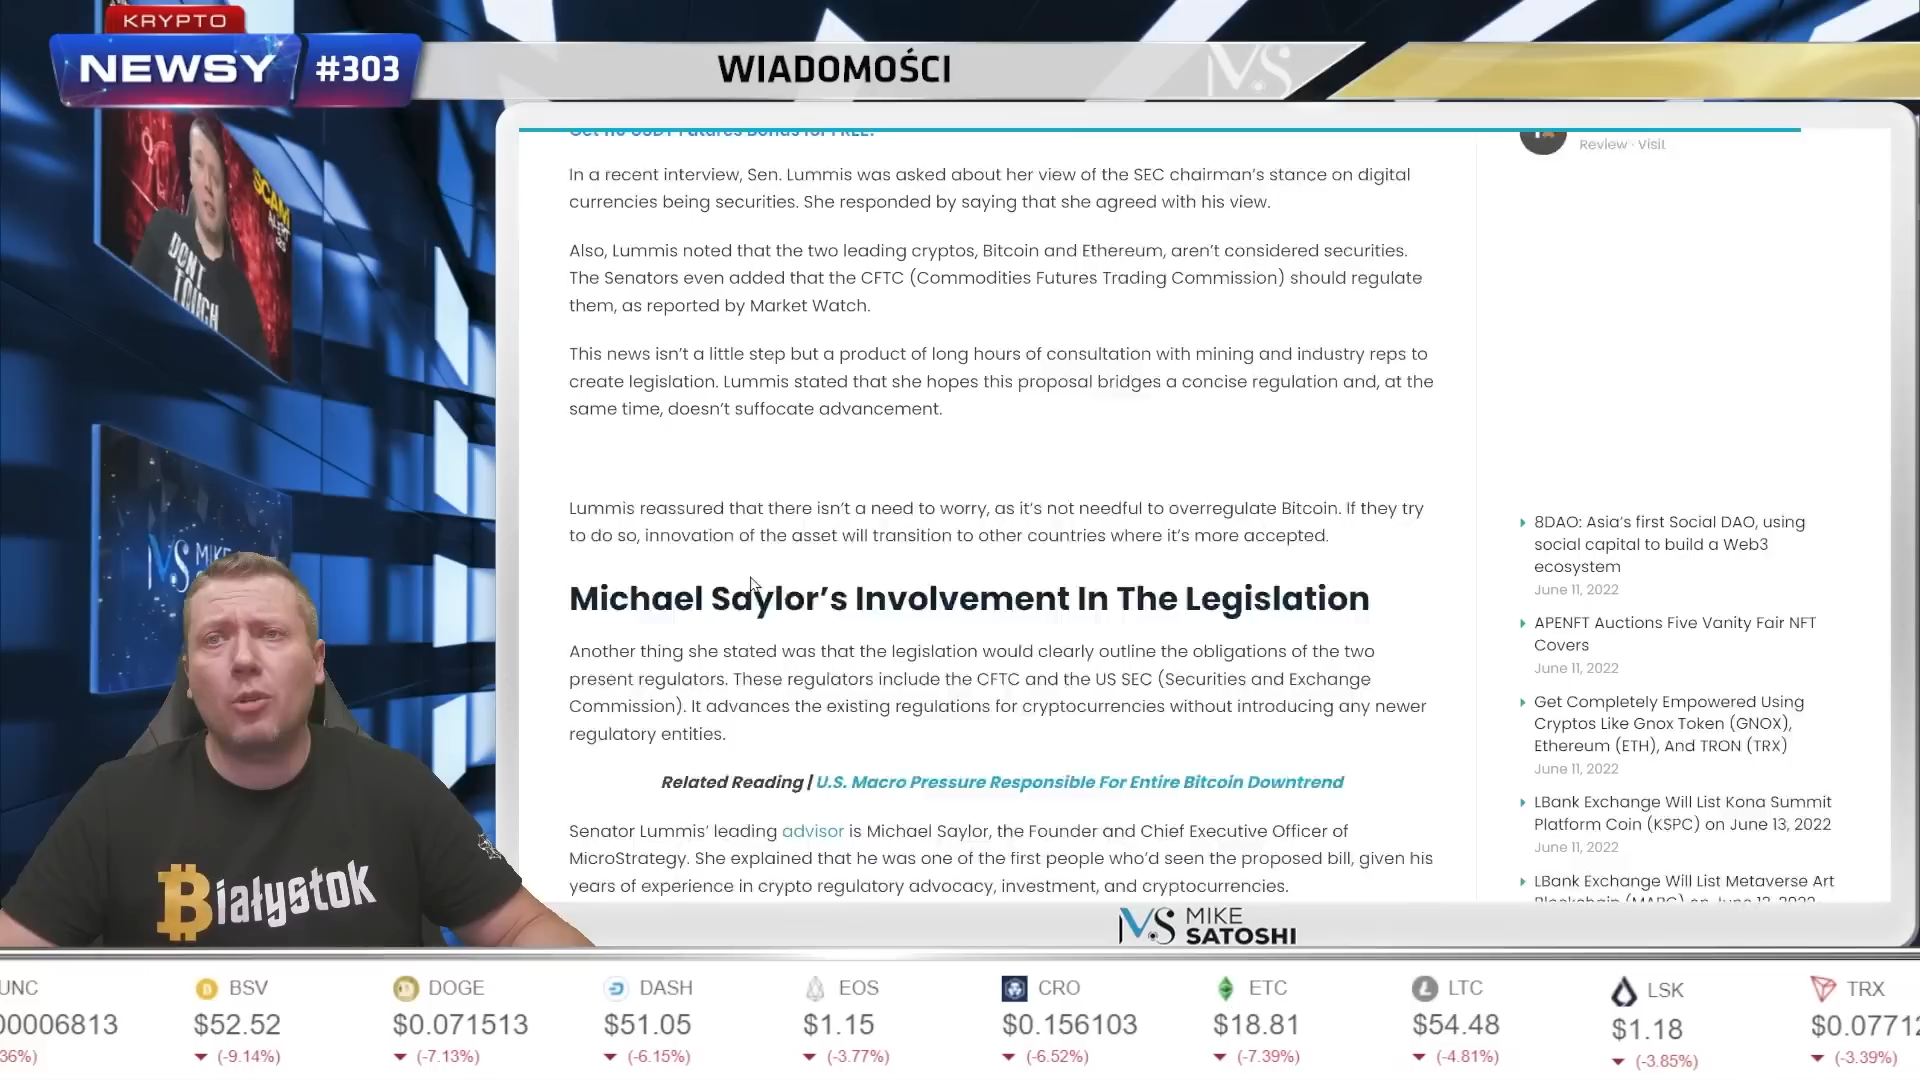 KRYPTO
NEWSY #303
WIADOMOŚCI
VS
SCAM
ALERT
DON'T
TOUCH
VS MIKE
Białystok
Review · Visit
In a recent interview, Sen. Lummis was asked about her view of the SEC chairman's stance on digital
currencies being securities. She responded by saying that she agreed with his view.
Also, Lummis noted that the two leading cryptos, Bitcoin and Ethereum, aren't considered securities.
The Senators even added that the CFTC (Commodities Futures Trading Commission) should regulate
them, as reported by Market Watch.
This news isn't a little step but a product of long hours of consultation with mining and industry reps to
create legislation. Lummis stated that she hopes this proposal bridges a concise regulation and, at the
same time, doesn't suffocate advancement.
Lummis reassured that there isn't a need to worry, as it's not needful to overregulate Bitcoin. If they try
to do so, innovation of the asset will transition to other countries where it's more accepted.
Michael Saylor's Involvement In The Legislation
Another thing she stated was that the legislation would clearly outline the obligations of the two
present regulators. These regulators include the CFTC and the US SEC (Securities and Exchange
Commission). It advances the existing regulations for cryptocurrencies without introducing any newer
regulatory entities.
Related Reading | U.S. Macro Pressure Responsible For Entire Bitcoin Downtrend
Senator Lummis' leading advisor is Michael Saylor, the Founder and Chief Executive Officer of
MicroStrategy. She explained that he was one of the first people who'd seen the proposed bill, given his
years of experience in crypto regulatory advocacy, investment, and cryptocurrencies.
8DAO: Asia's first Social DAO, using
social capital to build a Web3
ecosystem
June 11, 2022
APENFT Auctions Five Vanity Fair NFT
Covers
June 11, 2022
Get Completely Empowered Using
Cryptos Like Gnox Token (GNOX),
Ethereum (ETH), And TRON (TRX)
June 11, 2022
LBank Exchange Will List Kona Summit
Platform Coin (KSPC) on June 13, 2022
June 11, 2022
LBank Exchange Will List Metaverse Art
VS MIKE
SATOSHI
UNC BSV DOGE DASH EOS CRO ETC LTC LSK TRX
00006813 $52.52 $0.071513 $51.05 $1.15 $0.156103 $18.81 $54.48 $1.18 $0.07712
36%) (-9.14%) (-7.13%) (-6.15%) (-3.77%) (-6.52%) (-7.39%) (-4.81%) (-3.85%) (-3.39%)